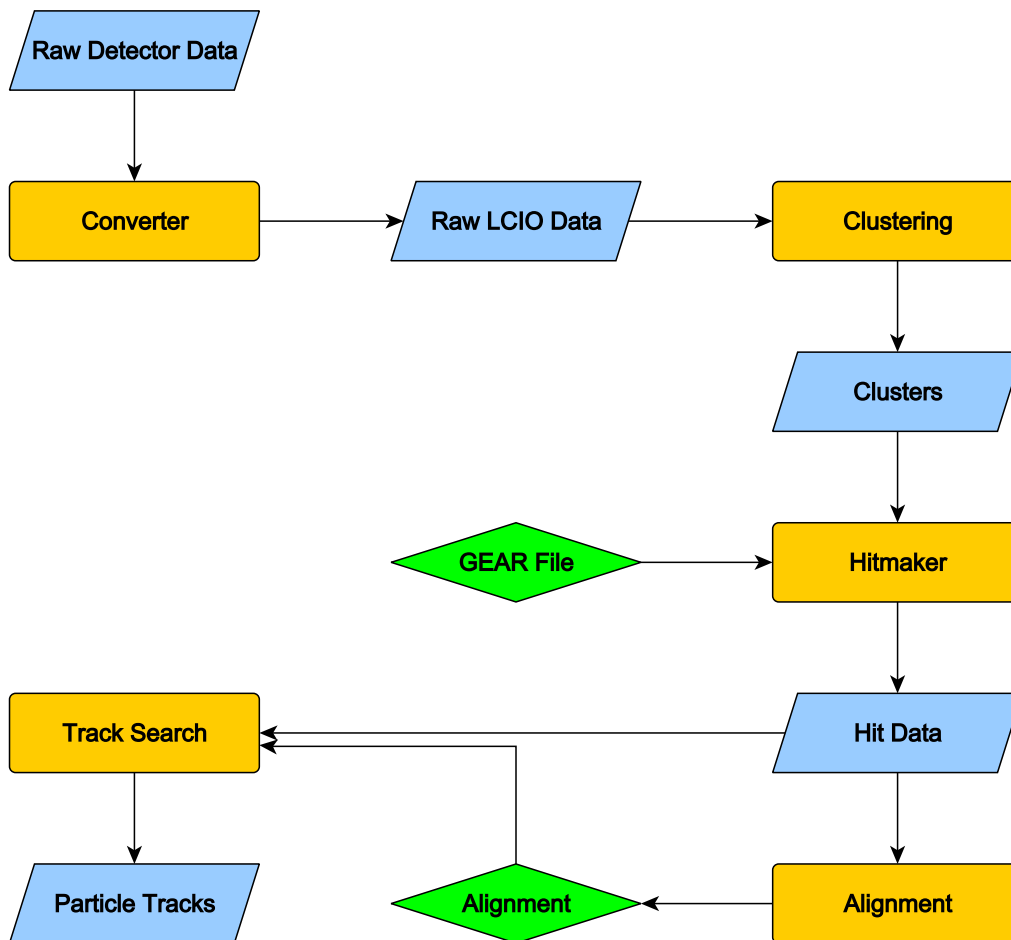 Raw Detector Data
Converter
Raw LCIO Data
Clustering
Clusters
GEAR File
Hitmaker
Track Search
Hit Data
Particle Tracks
Alignment
Alignment